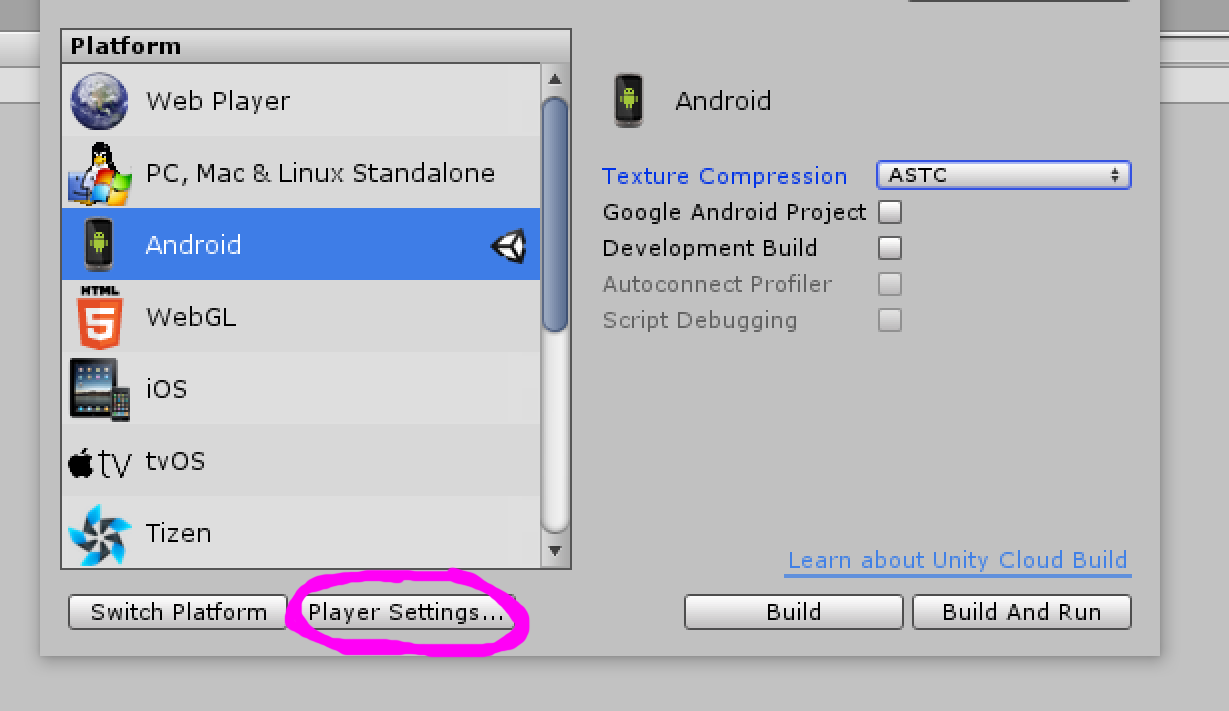 Platform
Web Player
PC, Mac & Linux Standalone
Android
HTML
5
WebGL
iOS
tv
tvOS
Tizen
Switch Platform
Player Settings...
Android
Texture Compression
ASTC
Google Android Project
Development Build
Autoconnect Profiler
Script Debugging
Learn about Unity Cloud Build
Build
Build And Run